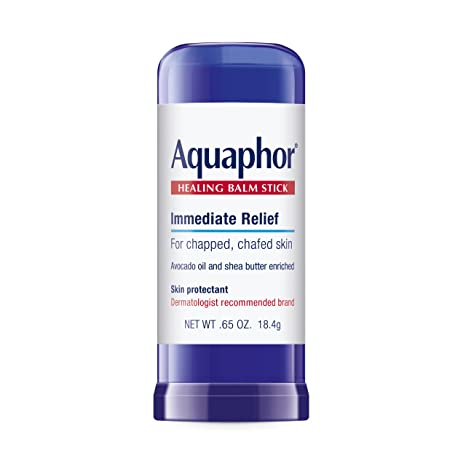 Aquaphor®
HEALING BALM STICK
Immediate Relief
For chapped, chafed skin
Avocado oil and shea butter enriched
Skin protectant
Dermatologist recommended brand
NET WT .65 OZ. 18.4g